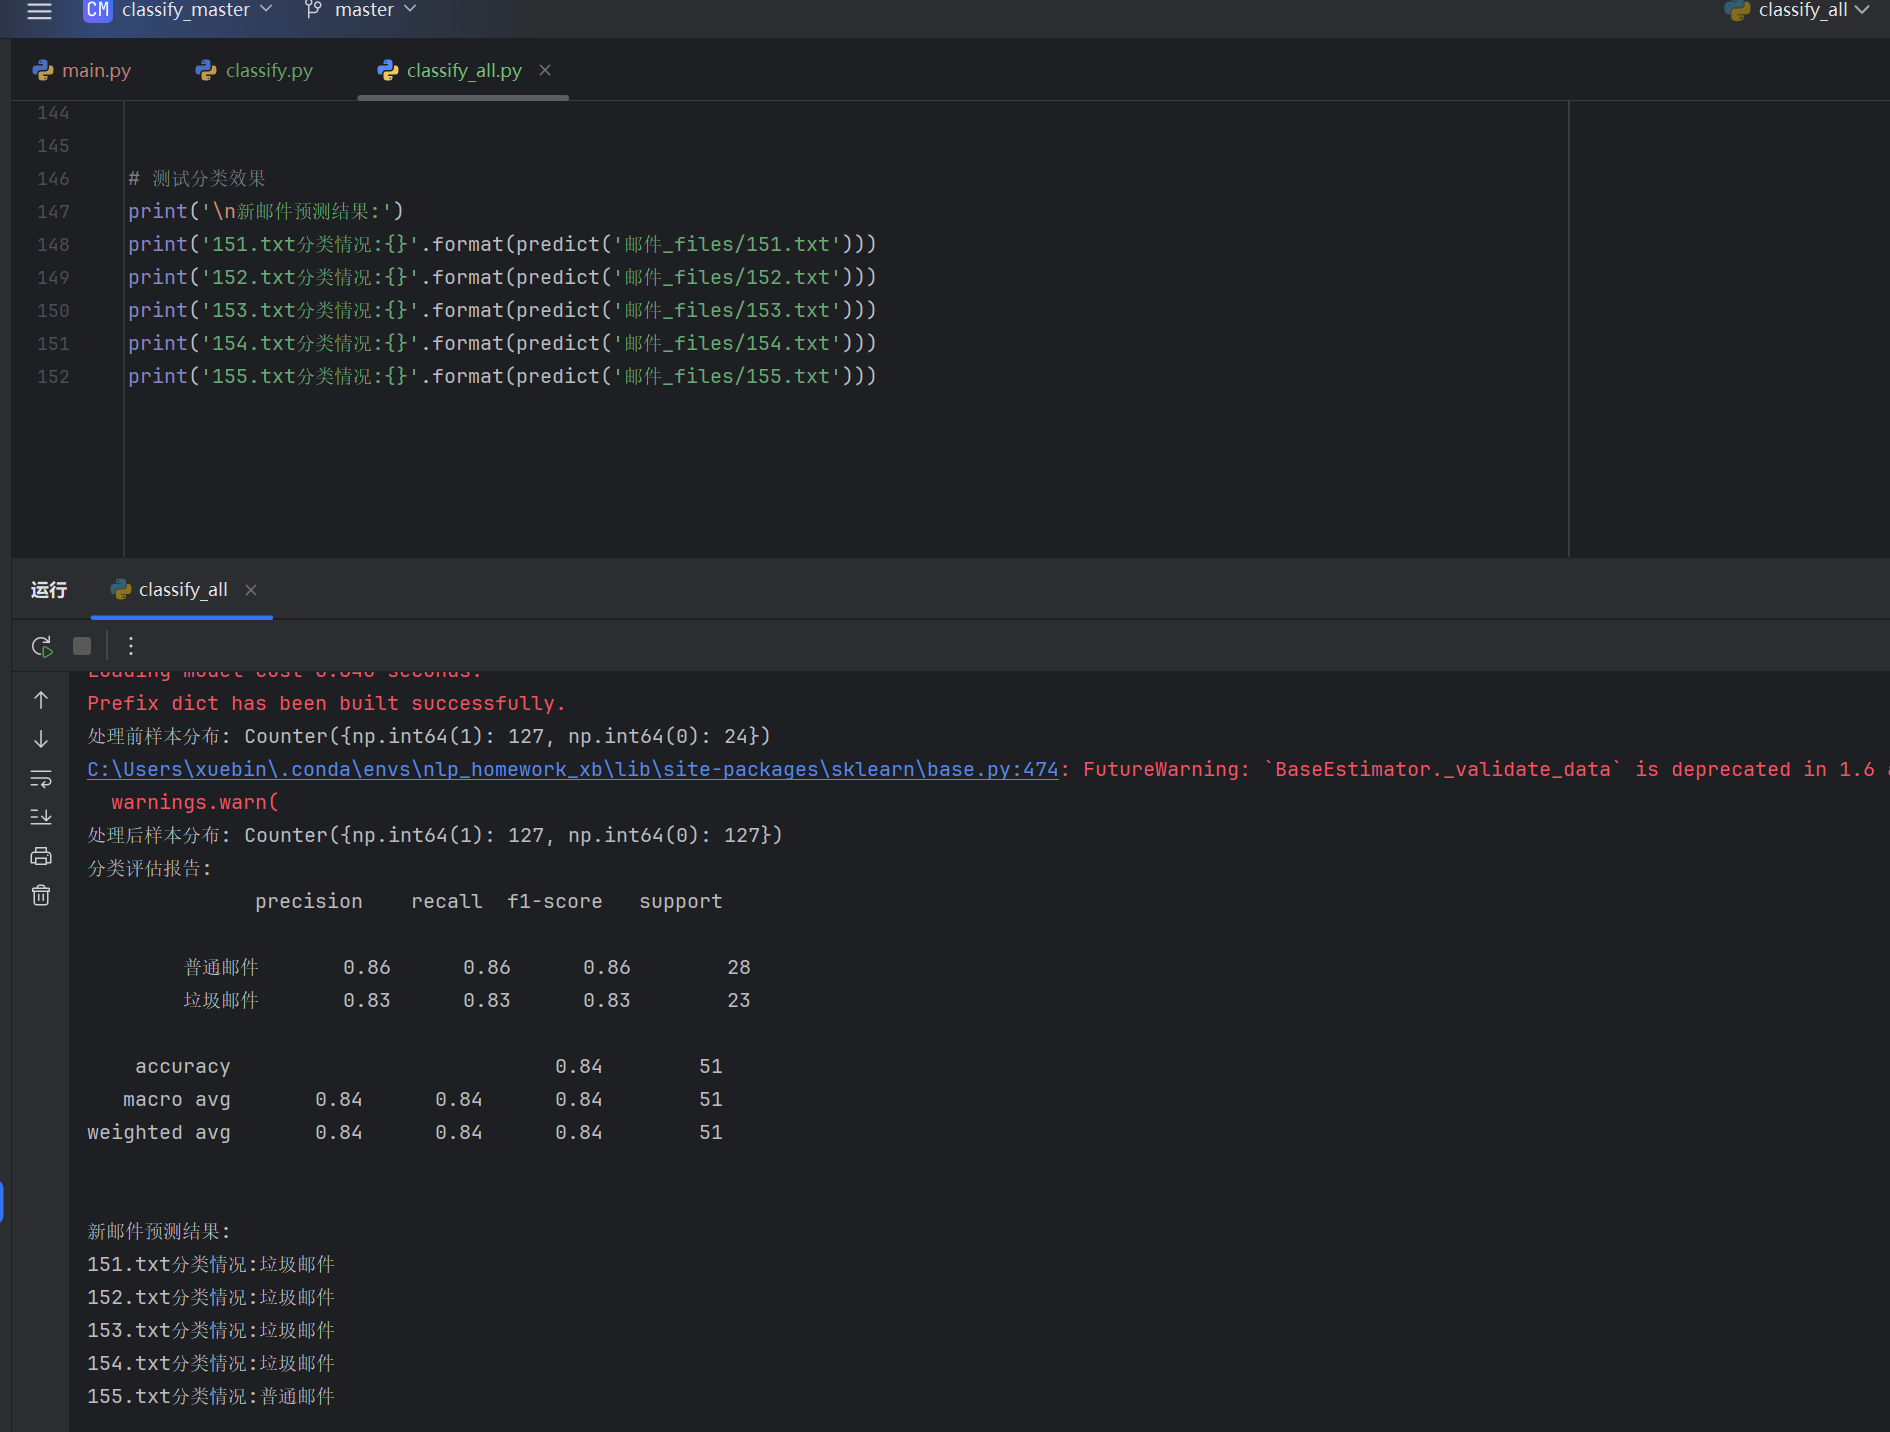 CM classify_master master classify_all
main.py classify.py classify_all.py
144
145
146 # 测试分类效果
147 print('\n新邮件预测结果:')
148 print('151.txt分类情况:{}'.format(predict('邮件_files/151.txt')))
149 print('152.txt分类情况:{}'.format(predict('邮件_files/152.txt')))
150 print('153.txt分类情况:{}'.format(predict('邮件_files/153.txt')))
151 print('154.txt分类情况:{}'.format(predict('邮件_files/154.txt')))
152 print('155.txt分类情况:{}'.format(predict('邮件_files/155.txt')))
运行 classify_all
Loading model cost 0.640 seconds.
Prefix dict has been built successfully.
处理前样本分布: Counter({np.int64(1): 127, np.int64(0): 24})
C:\Users\xuebin\.conda\envs\nlp_homework_xb\lib\site-packages\sklearn\base.py:474: FutureWarning: `BaseEstimator._validate_data` is deprecated in 1.6
warnings.warn(
处理后样本分布: Counter({np.int64(1): 127, np.int64(0): 127})
分类评估报告:
precision recall f1-score support
普通邮件 0.86 0.86 0.86 28
垃圾邮件 0.83 0.83 0.83 23
accuracy 0.84 51
macro avg 0.84 0.84 0.84 51
weighted avg 0.84 0.84 0.84 51
新邮件预测结果:
151.txt分类情况:垃圾邮件
152.txt分类情况:垃圾邮件
153.txt分类情况:垃圾邮件
154.txt分类情况:垃圾邮件
155.txt分类情况:普通邮件